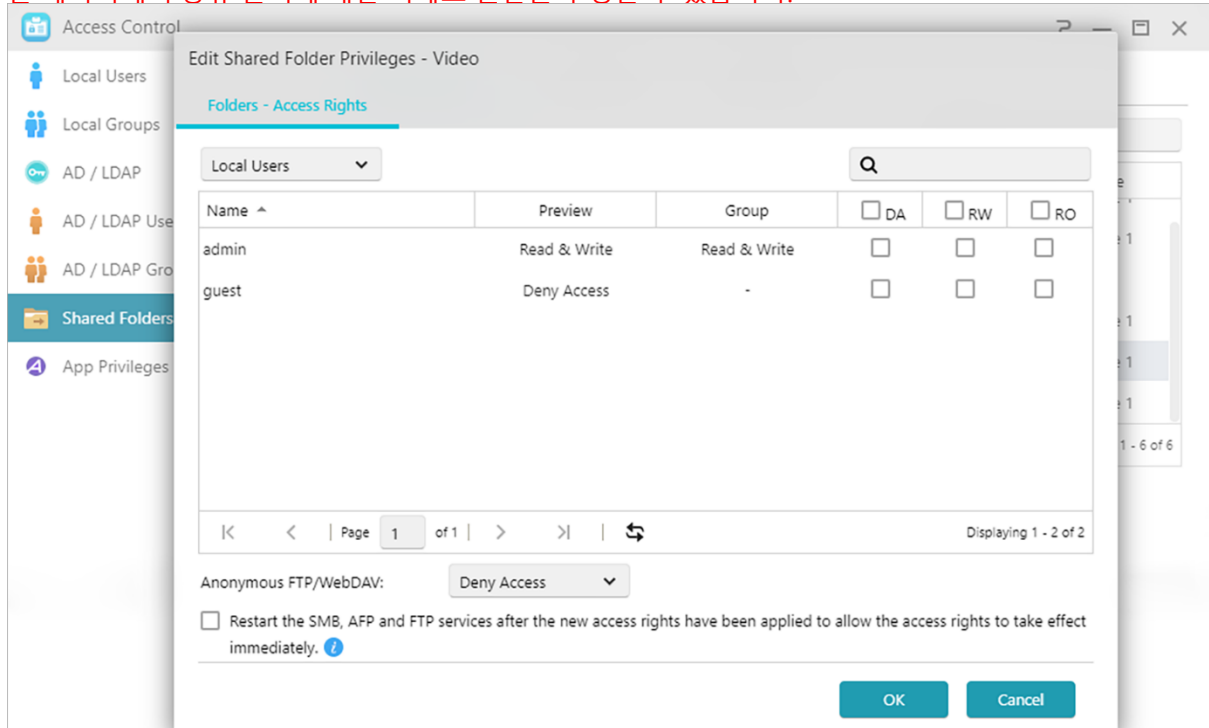 Access Control
Edit Shared Folder Privileges - Video
Local Users
Folders - Access Rights
Local Groups
AD / LDAP
Local Users
AD / LDAP Use
Name Preview Group DA RW RO
admin Read & Write Read & Write
guest Deny Access -
AD / LDAP Gro
Shared Folders
App Privileges
e
e 1
e 1
e 1
e 1
1 - 6 of 6
Page 1 of 1 Displaying 1 - 2 of 2
Anonymous FTP/WebDAV: Deny Access
Restart the SMB, AFP and FTP services after the new access rights have been applied to allow the access rights to take effect
immediately.
OK Cancel